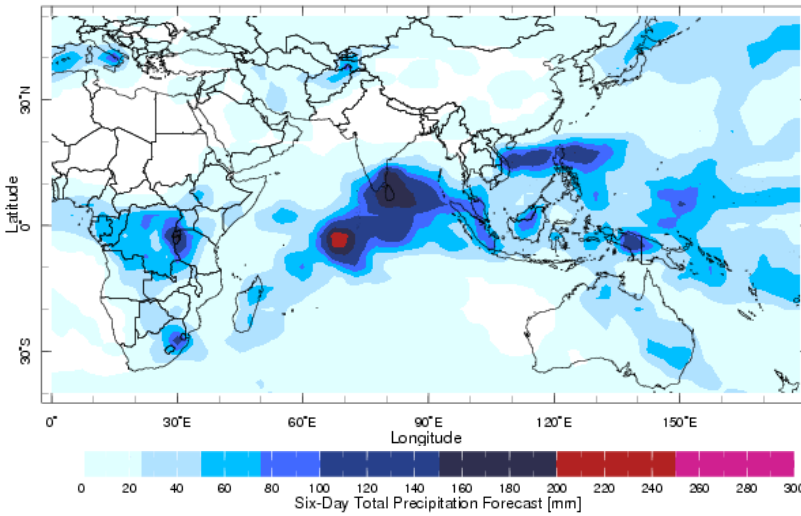 Latitude
30°N
0°
30°S
0° 30°E 60°E 90°E 120°E 150°E
Longitude
0 20 40 60 80 100 120 140 160 180 200 220 240 260 280 300
Six-Day Total Precipitation Forecast [mm]